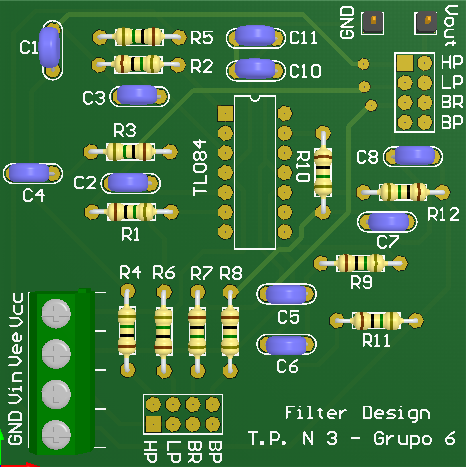 GND
Vout
C1
R5
C11
HP
R2
C10
LP
C3
BR
BP
R3
TL084
R10
C8
C4
C2
R12
R1
C7
R9
R4 R6 R7 R8
C5
R11
C6
GND Vin Vee Vcc
HP
LP
BR
BP
Filter Design
T.P. N 3 - Grupo 6